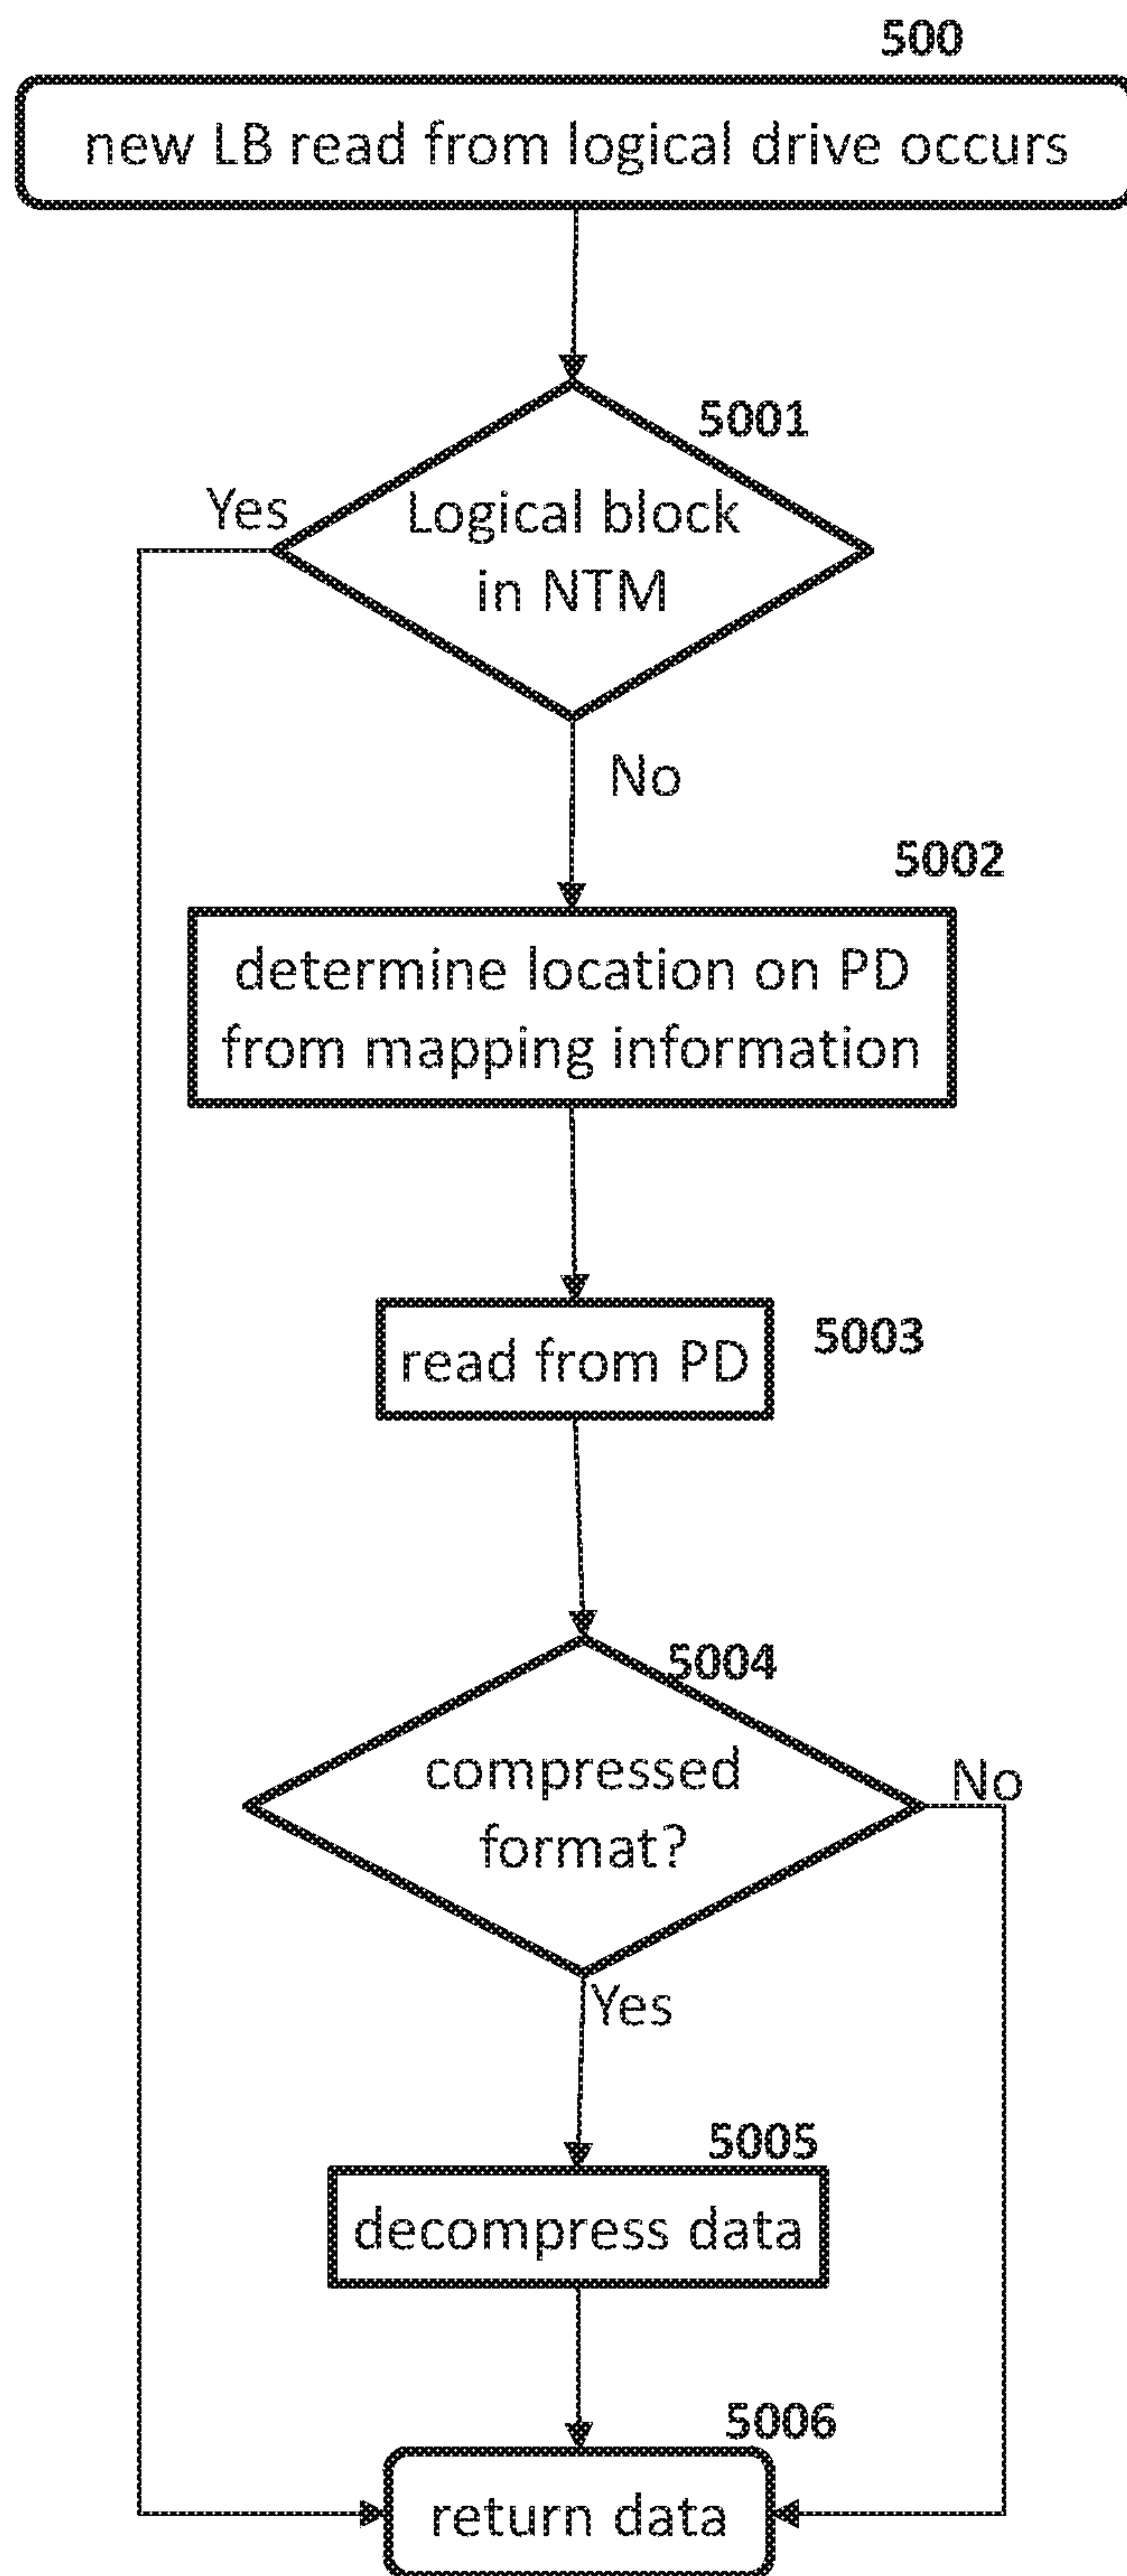 500
new LB read from logical drive occurs
5001
Yes
Logical block
in NTM
No
5002
determine location on PD
from mapping information
read from PD
5003
5004
compressed
format?
No
Yes
5005
decompress data
5006
return data